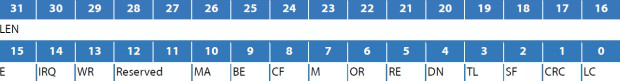 31 30 29 28 27 26 25 24 23 22 21 20 19 18 17 16
LEN
15 14 13 12 11 10 9 8 7 6 5 4 3 2 1 0
E IRQ WR Reserved MA BE CF M OR RE DN TL SF CRC LC